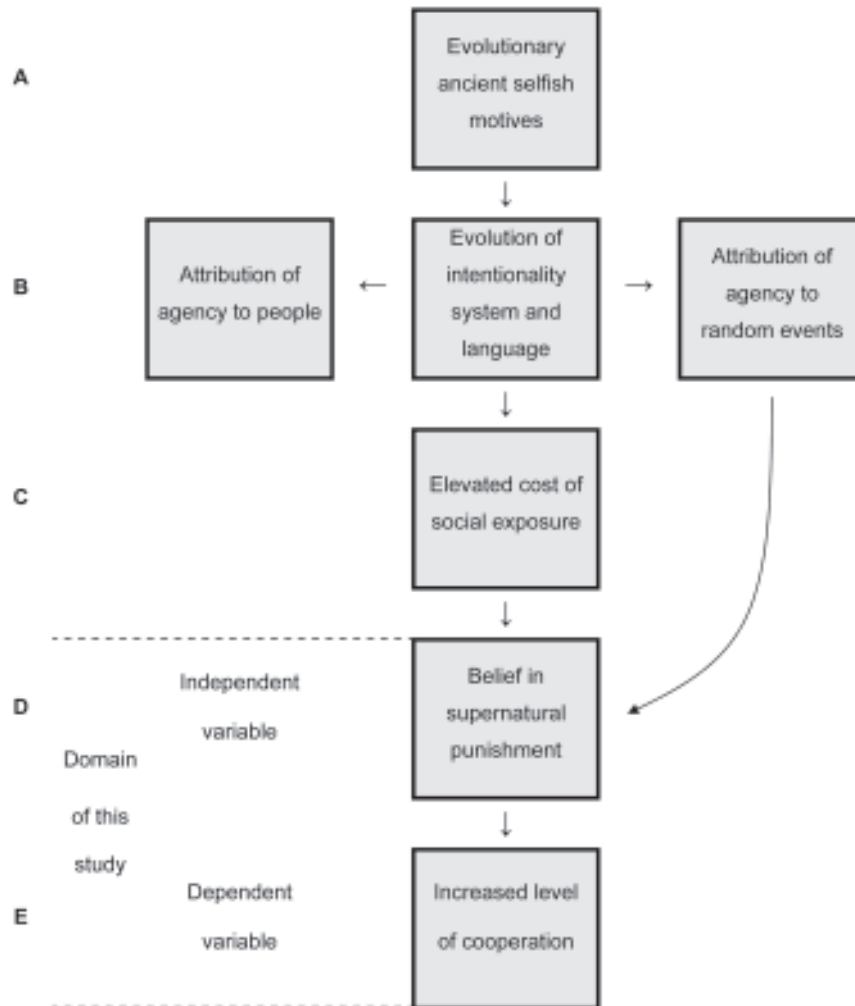 A
Evolutionary
ancient selfish
motives
↓
B
Attribution of
agency to people
←
Evolution of
intentionality
system and
language
→
Attribution of
agency to
random events
↓
C
Elevated cost of
social exposure
↓
D
Independent
variable
Belief in
supernatural
punishment
Domain
of this
study
↓
E
Dependent
variable
Increased level
of cooperation